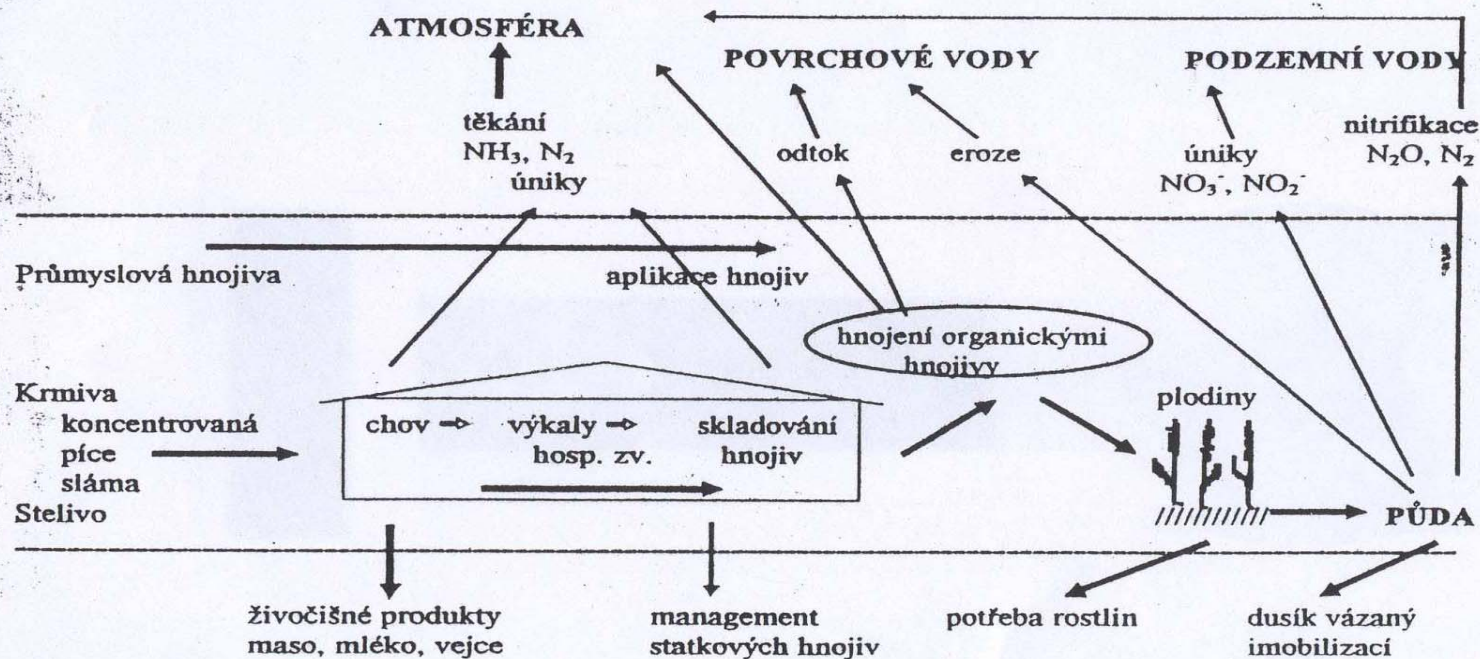 ATMOSFÉRA
POVRCHOVÉ VODY
PODZEMNÍ VODY
těkání
NH₃, N₂
úniky
odtok
eroze
úniky
NO₃⁻, NO₂⁻
nitrifikace
N₂O, N₂
Průmyslová hnojiva
aplikace hnojiv
hnojení organickými
hnojivy
Krmiva
koncentrovaná
píce
sláma
Stelivo
chov ⇨ výkaly ⇨ skladování
hosp. zv. hnojiv
plodiny
PŮDA
živočišné produkty
maso, mléko, vejce
management
statkových hnojiv
potřeba rostlin
dusík vázaný
imobilizací